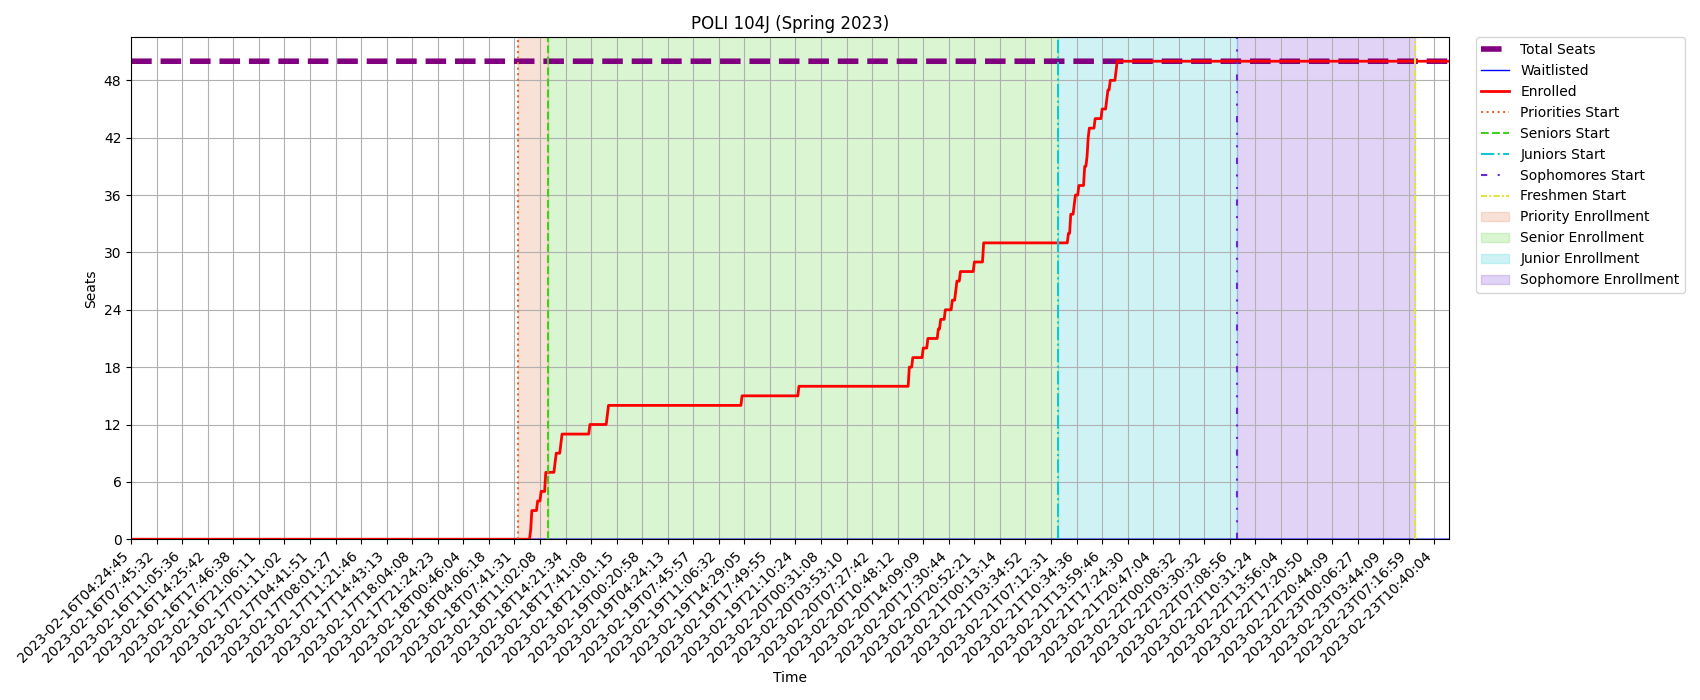 POLI 104J (Spring 2023)
Total Seats
Waitlisted
Enrolled
Priorities Start
Seniors Start
Juniors Start
Sophomores Start
Freshmen Start
Priority Enrollment
Senior Enrollment
Junior Enrollment
Sophomore Enrollment
Seats
48
42
36
30
24
18
12
6
0
2023-02-16T04:24:45
2023-02-16T07:45:32
2023-02-16T11:05:36
2023-02-16T14:25:42
2023-02-16T17:46:38
2023-02-16T21:06:11
2023-02-17T01:11:02
2023-02-17T04:41:51
2023-02-17T08:01:27
2023-02-17T11:21:46
2023-02-17T14:43:13
2023-02-17T18:04:08
2023-02-17T21:24:23
2023-02-18T00:46:04
2023-02-18T04:06:18
2023-02-18T07:41:31
2023-02-18T11:02:08
2023-02-18T14:21:34
2023-02-18T17:41:08
2023-02-18T21:01:15
2023-02-19T00:20:58
2023-02-19T04:24:13
2023-02-19T07:45:57
2023-02-19T11:06:32
2023-02-19T14:29:05
2023-02-19T17:49:55
2023-02-19T21:10:24
2023-02-20T00:31:08
2023-02-20T03:53:10
2023-02-20T07:27:42
2023-02-20T10:48:12
2023-02-20T14:09:09
2023-02-20T17:30:44
2023-02-20T20:52:21
2023-02-21T00:13:14
2023-02-21T03:34:52
2023-02-21T07:12:31
2023-02-21T10:34:36
2023-02-21T13:59:46
2023-02-21T17:24:30
2023-02-21T20:47:04
2023-02-22T00:08:32
2023-02-22T03:30:32
2023-02-22T07:08:56
2023-02-22T10:31:24
2023-02-22T13:56:04
2023-02-22T17:20:50
2023-02-22T20:44:09
2023-02-23T00:06:27
2023-02-23T03:44:09
2023-02-23T07:16:59
2023-02-23T10:40:04
Time